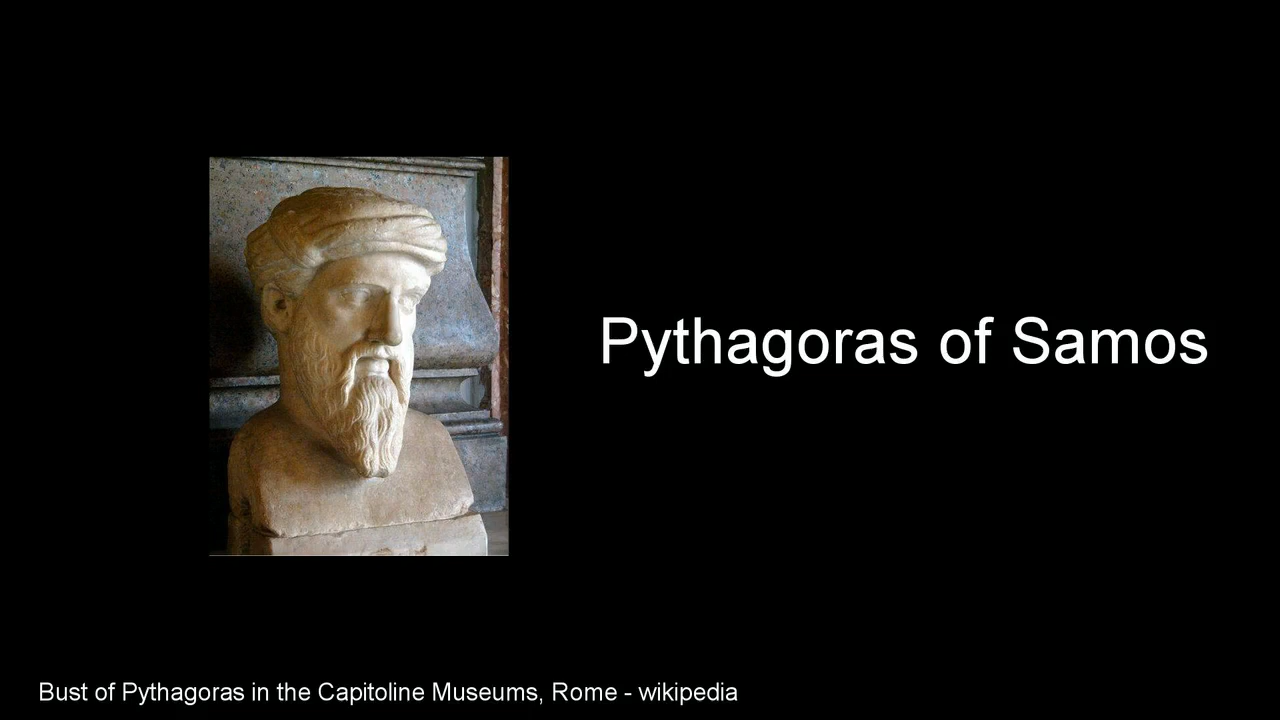 Pythagoras of Samos
Bust of Pythagoras in the Capitoline Museums, Rome - wikipedia